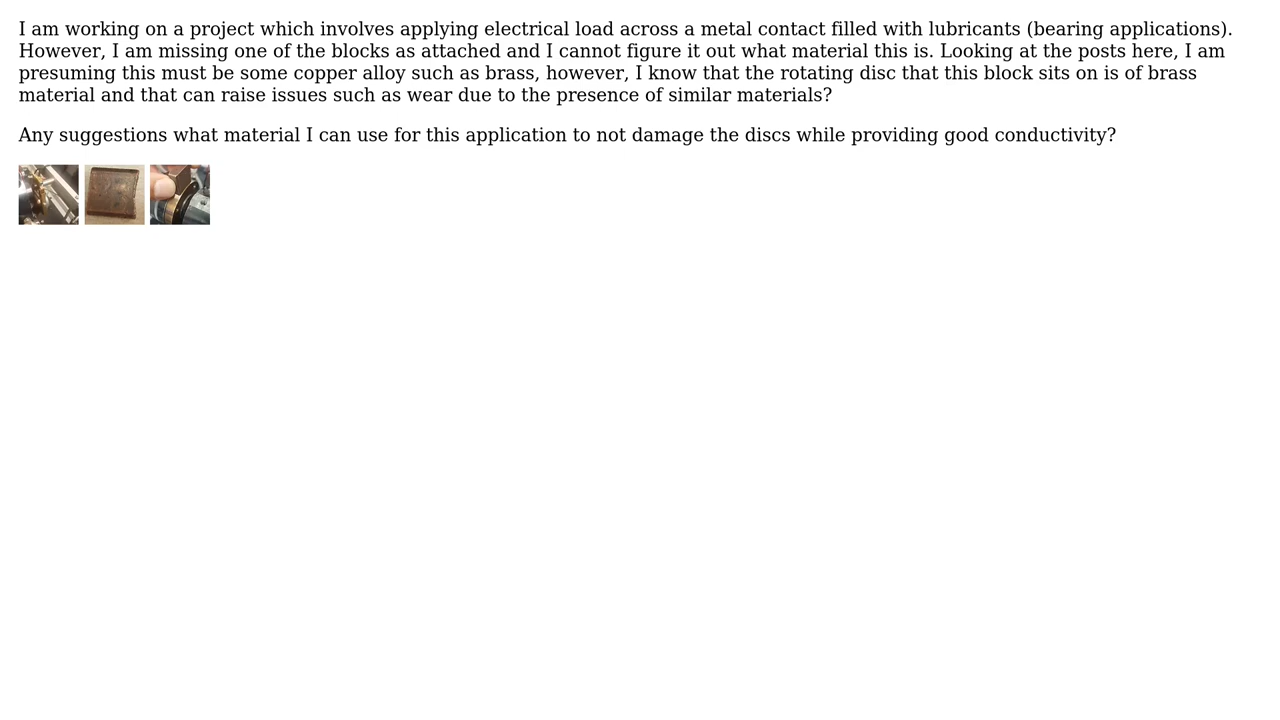 I am working on a project which involves applying electrical load across a metal contact filled with lubricants (bearing applications).
However, I am missing one of the blocks as attached and I cannot figure it out what material this is. Looking at the posts here, I am
presuming this must be some copper alloy such as brass, however, I know that the rotating disc that this block sits on is of brass
material and that can raise issues such as wear due to the presence of similar materials?
Any suggestions what material I can use for this application to not damage the discs while providing good conductivity?